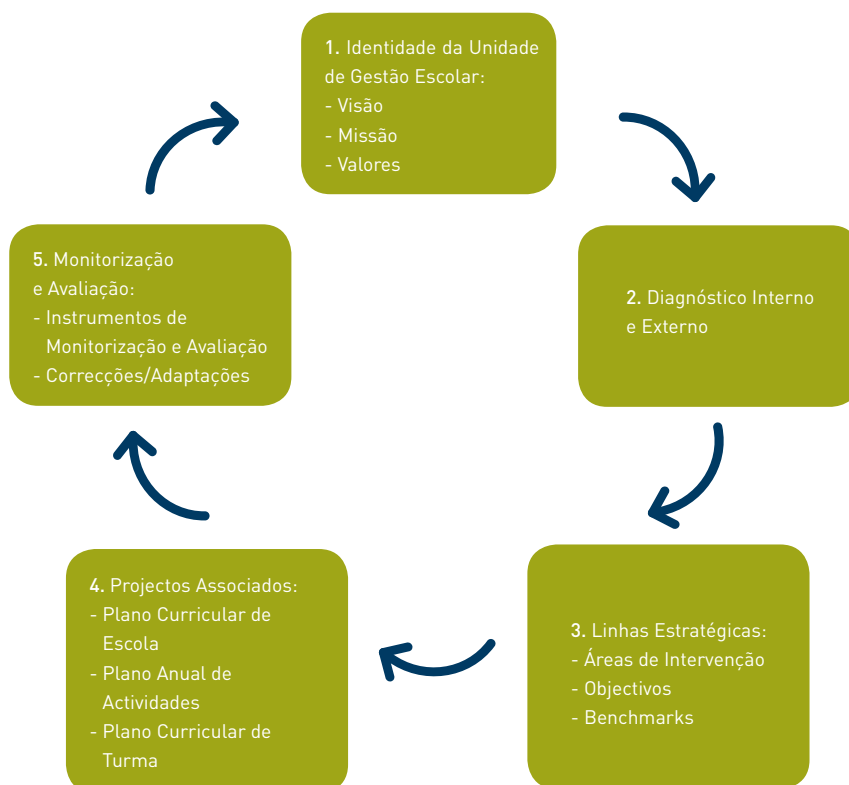 1. Identidade da Unidade
de Gestão Escolar:
- Visão
- Missão
- Valores
2. Diagnóstico Interno
e Externo
3. Linhas Estratégicas:
- Áreas de Intervenção
- Objectivos
- Benchmarks
4. Projectos Associados:
- Plano Curricular de
Escola
- Plano Anual de
Actividades
- Plano Curricular de
Turma
5. Monitorização
e Avaliação:
- Instrumentos de
Monitorização e Avaliação
- Correcções/Adaptações